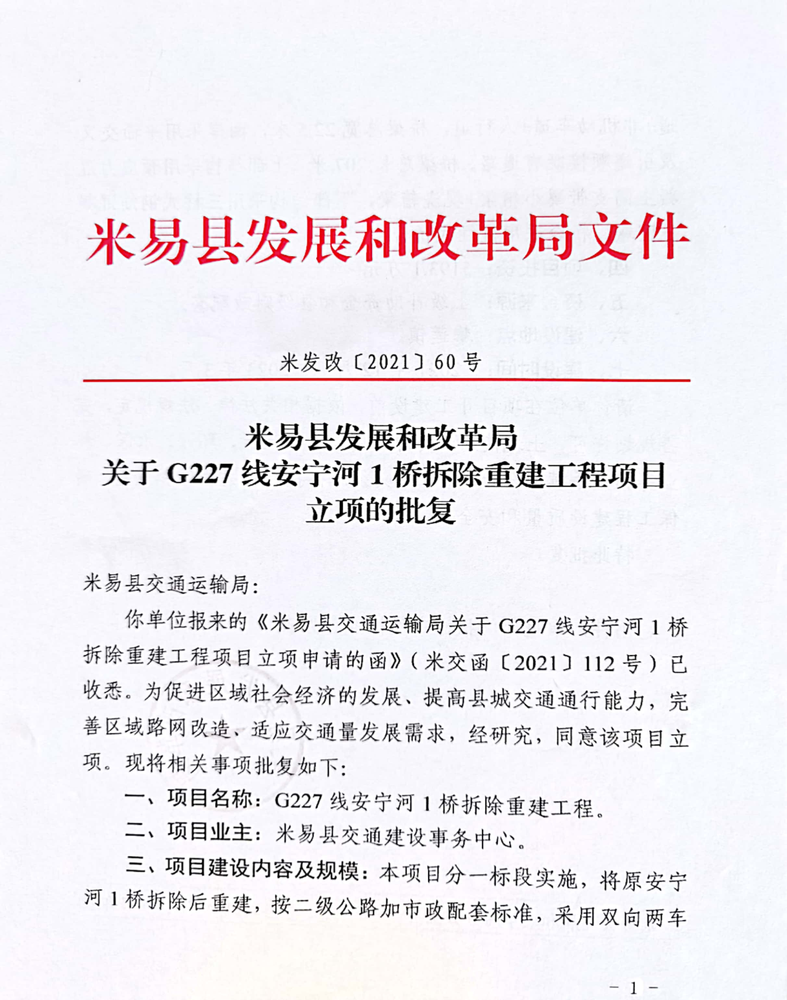 米易县发展和改革局文件
米发改〔2021〕60号
米易县发展和改革局
关于 G227 线安宁河 1 桥拆除重建工程项目
立项的批复
米易县交通运输局：
你单位报来的《米易县交通运输局关于 G227 线安宁河 1 桥
拆除重建工程项目立项申请的函》（米交函〔2021〕112 号）已
收悉。为促进区域社会经济的发展、提高县城交通通行能力，完
善区域路网改造、适应交通量发展需求，经研究，同意该项目立
项。现将相关事项批复如下：
一、项目名称：G227 线安宁河 1 桥拆除重建工程。
二、项目业主：米易县交通建设事务中心。
三、项目建设内容及规模：本项目分一标段实施，将原安宁
河 1 桥拆除后重建，按二级公路加市政配套标准，采用双向两车
- 1 -